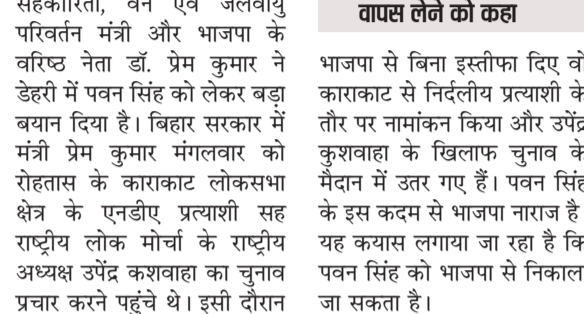 सहकारिता, वन एवं जलवायु
परिवर्तन मंत्री और भाजपा के
वरिष्ठ नेता डॉ. प्रेम कुमार ने
डेहरी में पवन सिंह को लेकर बड़ा
बयान दिया है। बिहार सरकार में
मंत्री प्रेम कुमार मंगलवार को
रोहतास के काराकाट लोकसभा
क्षेत्र के एनडीए प्रत्याशी सह
राष्ट्रीय लोक मोर्चा के राष्ट्रीय
अध्यक्ष उपेंद्र कशवाहा का चुनाव
प्रचार करने पहुंचे थे। इसी दौरान
वापस लेने को कहा
भाजपा से बिना इस्तीफा दिए वो
काराकाट से निर्दलीय प्रत्याशी के
तौर पर नामांकन किया और उपेंद्र
कुशवाहा के खिलाफ चुनाव के
मैदान में उतर गए हैं। पवन सिंह
के इस कदम से भाजपा नाराज है
यह कयास लगाया जा रहा है कि
पवन सिंह को भाजपा से निकाल
जा सकता है।